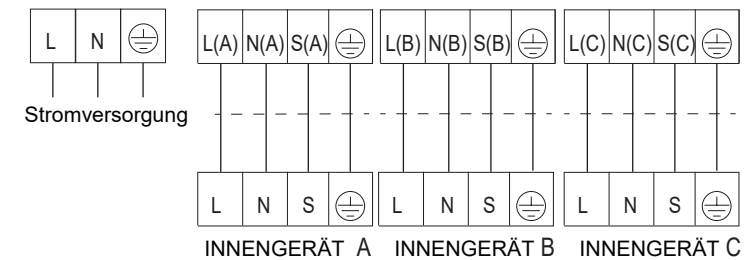 L N L(A) N(A) S(A) L(B) N(B) S(B) L(C) N(C) S(C)
Stromversorgung
L N S L N S L N S
INNENGERÄT A INNENGERÄT B INNENGERÄT C